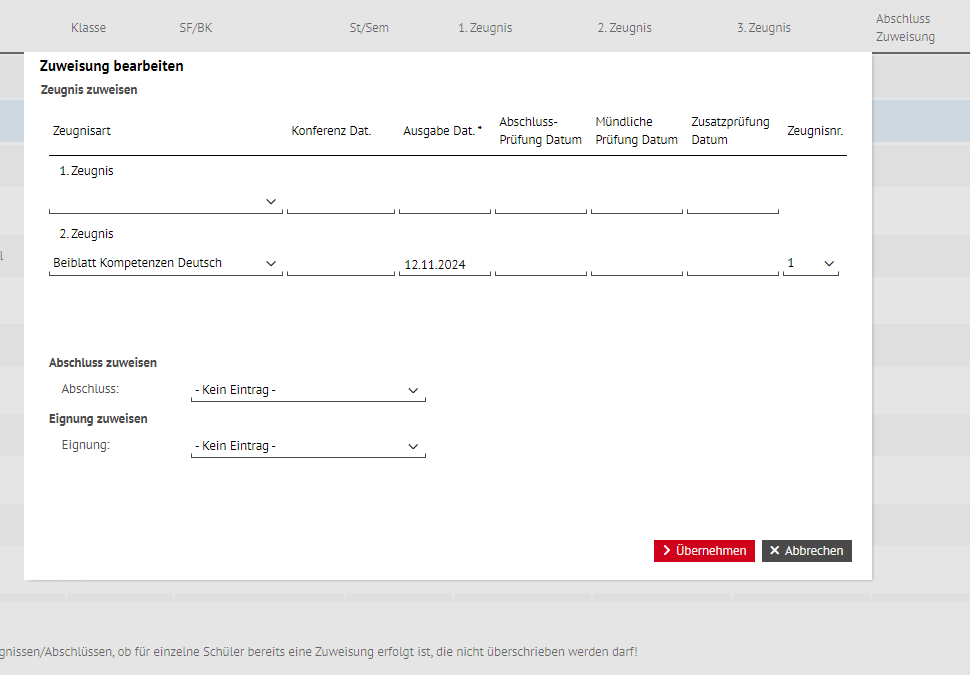 Klasse SF/BK St/Sem 1. Zeugnis 2. Zeugnis 3. Zeugnis Abschluss
Zuweisung
Zuweisung bearbeiten
Zeugnis zuweisen
Zeugnisart Konferenz Dat. Ausgabe Dat.* Abschluss-
Prüfung Datum Mündliche
Prüfung Datum Zusatzprüfung
Datum Zeugnisnr.
1. Zeugnis
2. Zeugnis
Beiblatt Kompetenzen Deutsch 12.11.2024 1
Abschluss zuweisen
Abschluss: - Kein Eintrag -
Eignung zuweisen
Eignung: - Kein Eintrag -
Übernehmen Abbrechen
gnissen/Abschlüssen, ob für einzelne Schüler bereits eine Zuweisung erfolgt ist, die nicht überschrieben werden darf!